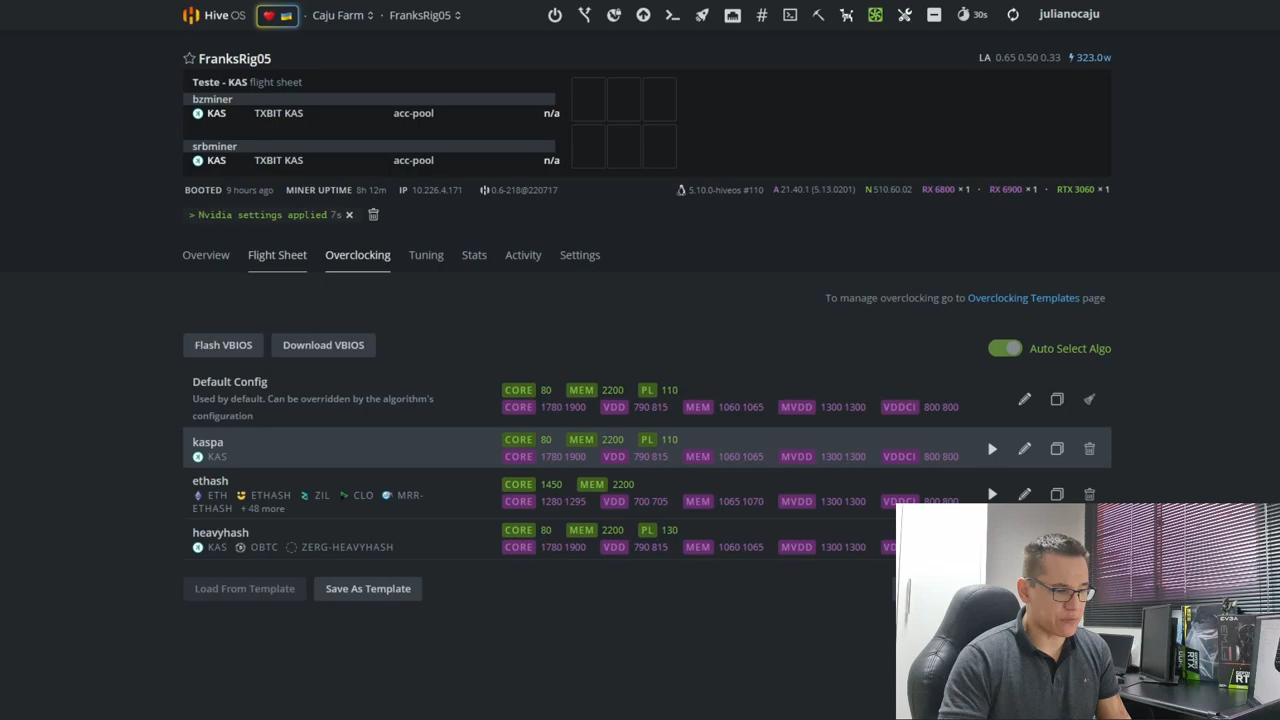 Hive OS · Caju Farm · FranksRig05 30s julianocaju
FranksRig05 LA 0.65 0.50 0.33 323.0w
Teste - KAS flight sheet
bzminer
KAS TXBIT KAS acc-pool n/a
srbminer
KAS TXBIT KAS acc-pool n/a
BOOTED 9 hours ago MINER UPTIME 8h 12m IP 10.226.4.171 0.6-218@220717 5.10.0-hiveos #110 A 21.40.1 (5.13.0201) N 510.60.02 RX 6800 × 1 · RX 6900 × 1 · RTX 3060 × 1
> Nvidia settings applied 7s ×
Overview Flight Sheet Overclocking Tuning Stats Activity Settings
To manage overclocking go to Overclocking Templates page
Flash VBIOS Download VBIOS Auto Select Algo
Default Config
Used by default. Can be overridden by the algorithm's
configuration
CORE 80 MEM 2200 PL 110
CORE 1780 1900 VDD 790 815 MEM 1060 1065 MVDD 1300 1300 VDDCI 800 800
kaspa
KAS
CORE 80 MEM 2200 PL 110
CORE 1780 1900 VDD 790 815 MEM 1060 1065 MVDD 1300 1300 VDDCI 800 800
ethash
ETH ETHASH ZIL CLO MRR-
ETHASH + 48 more
CORE 1450 MEM 2200
CORE 1280 1295 VDD 700 705 MEM 1065 1070 MVDD 1300 1300 VDDCI 800 800
heavyhash
KAS OBTC ZERG-HEAVYHASH
CORE 80 MEM 2200 PL 130
CORE 1780 1900 VDD 790 815 MEM 1060 1065 MVDD 1300 1300
Load From Template Save As Template
EVGA